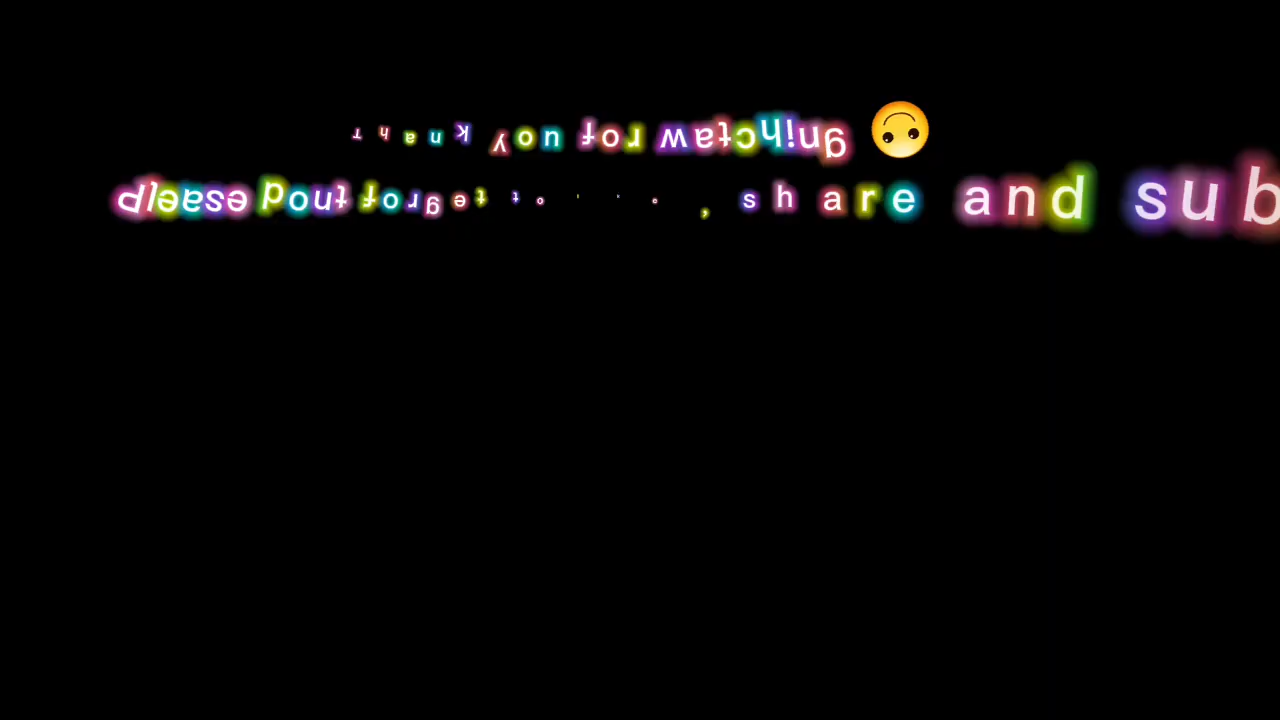 Thank you for watching 🙃
Please dont forget to , share and sub